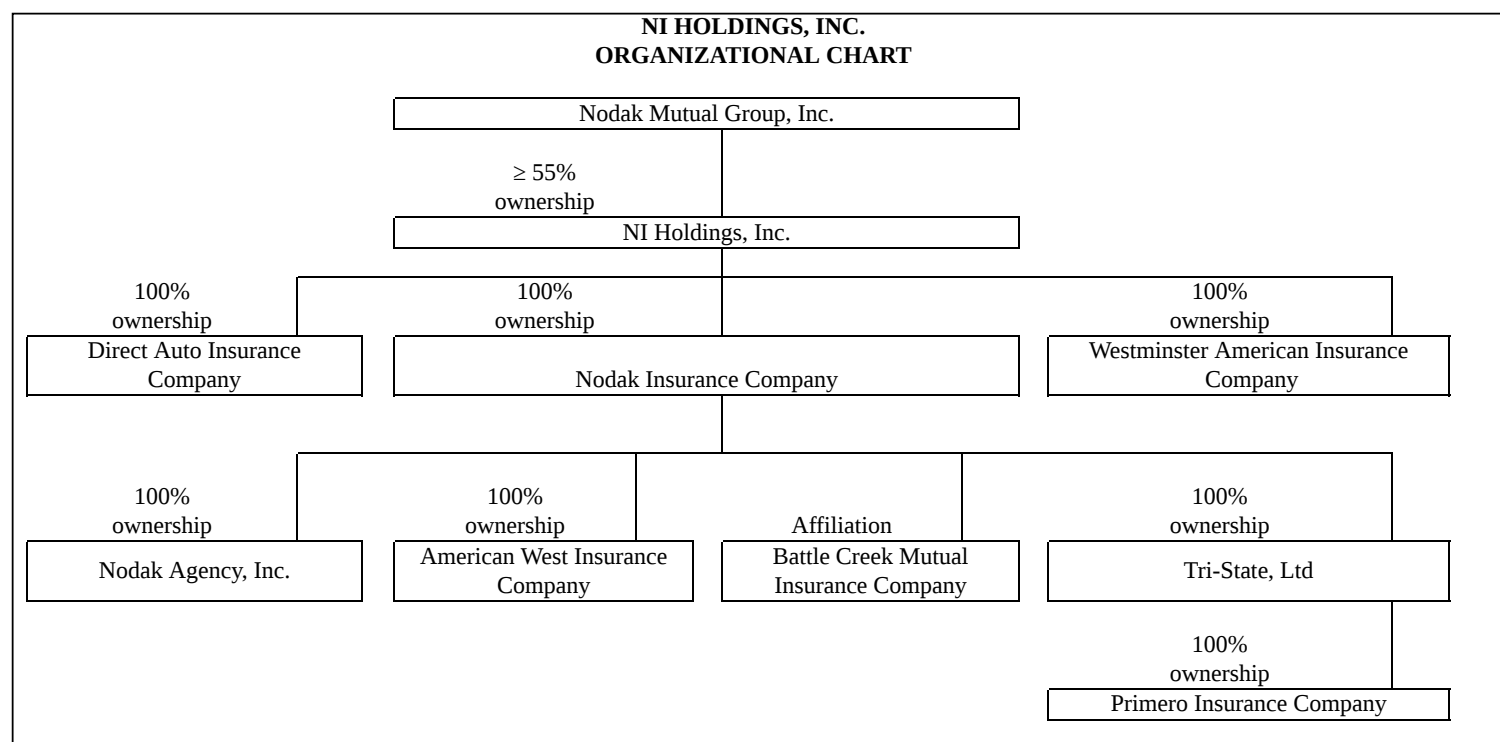 NI HOLDINGS, INC.
ORGANIZATIONAL CHART
Nodak Mutual Group, Inc.
≥ 55%
ownership
NI Holdings, Inc.
100%
ownership
100%
ownership
100%
ownership
Direct Auto Insurance
Company
Nodak Insurance Company
Westminster American Insurance
Company
100%
ownership
100%
ownership
Affiliation
100%
ownership
Nodak Agency, Inc.
American West Insurance
Company
Battle Creek Mutual
Insurance Company
Tri-State, Ltd
100%
ownership
Primero Insurance Company